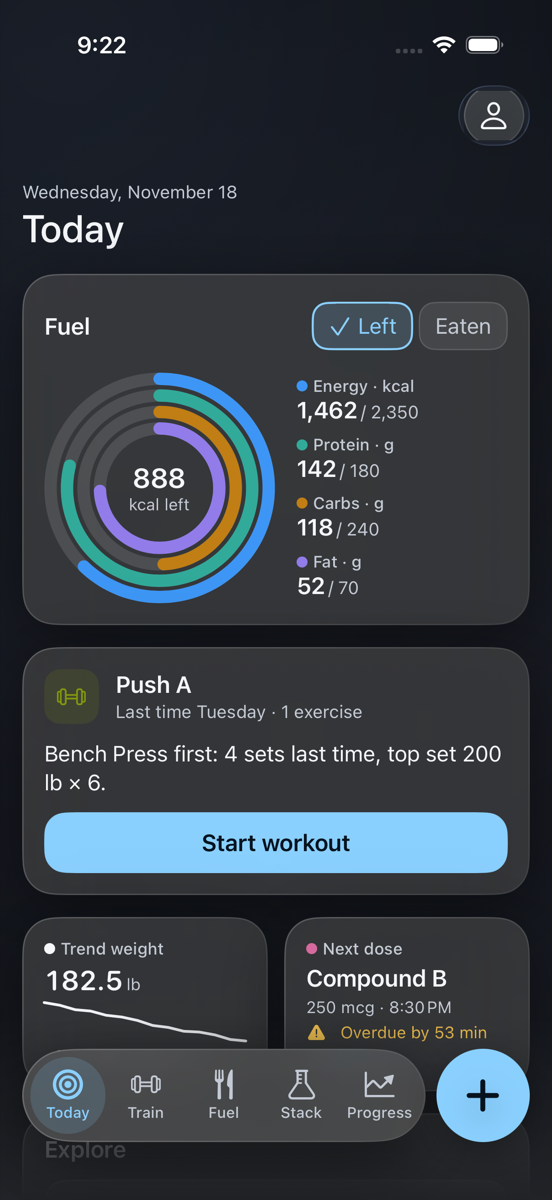 9:22
Wednesday, November 18
Today
Fuel
Left
Eaten
888
kcal left
Energy · kcal
1,462 / 2,350
Protein · g
142 / 180
Carbs · g
118 / 240
Fat · g
52 / 70
Push A
Last time Tuesday · 1 exercise
Bench Press first: 4 sets last time, top set 200
lb × 6.
Start workout
Trend weight
182.5 lb
Next dose
Compound B
250 mcg · 8:30 PM
Overdue by 53 min
Today
Train
Fuel
Stack
Progress
Explore